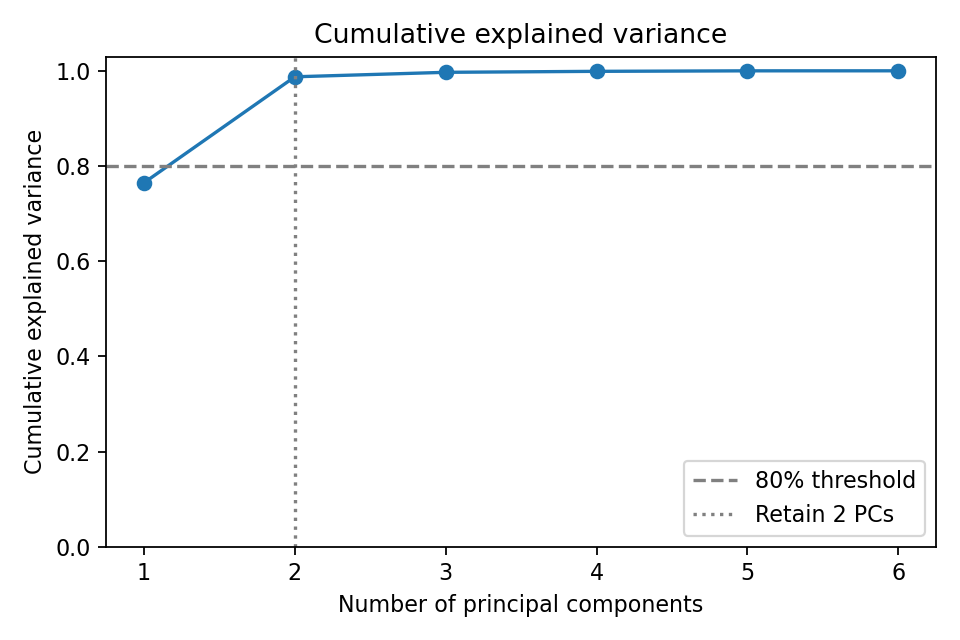 Cumulative explained variance
Cumulative explained variance
1.0
0.8
0.6
0.4
0.2
0.0
80% threshold
Retain 2 PCs
1 2 3 4 5 6
Number of principal components